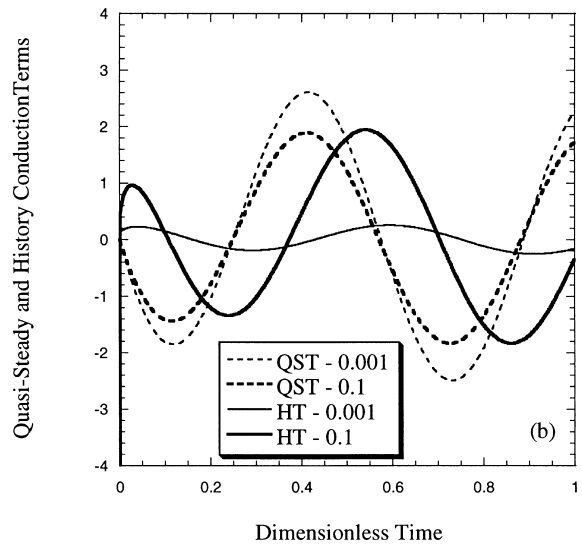 Quasi-Steady and History ConductionTerms
4
3
2
1
0
-1
-2
-3
-4
QST - 0.001
QST - 0.1
HT - 0.001
HT - 0.1
(b)
0 0.2 0.4 0.6 0.8 1
Dimensionless Time